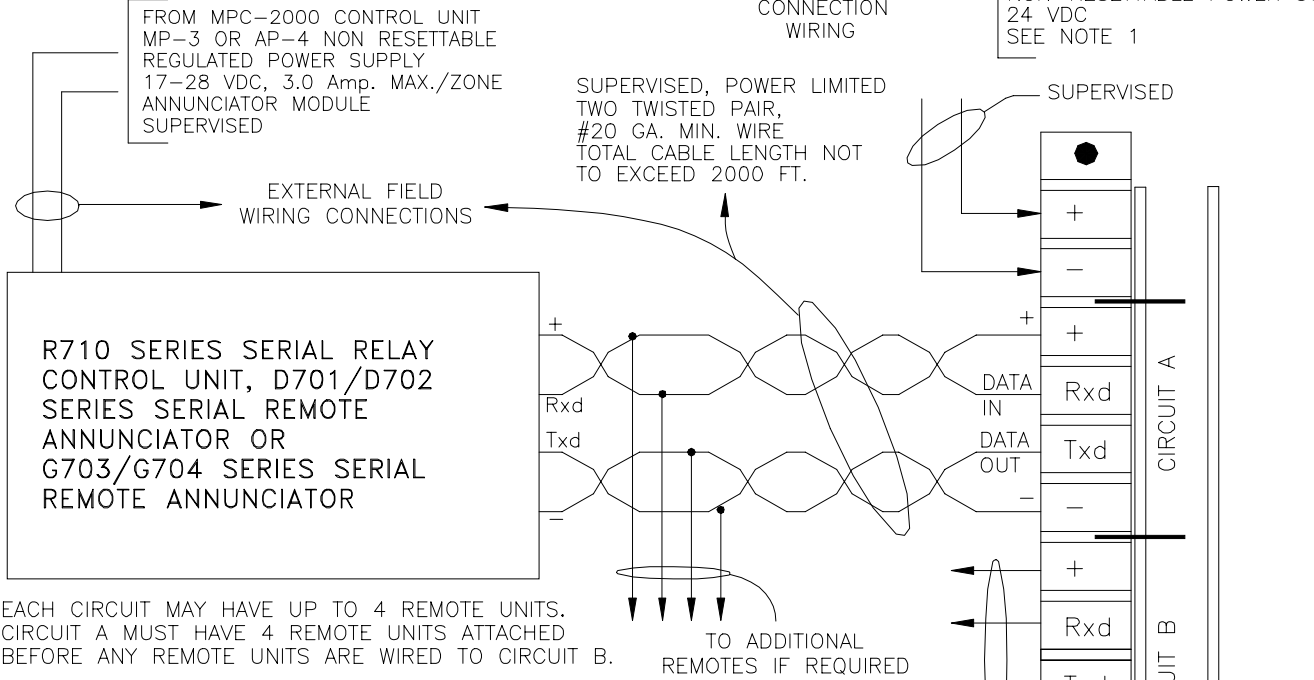 FROM MPC-2000 CONTROL UNIT
MP-3 OR AP-4 NON RESETTABLE
REGULATED POWER SUPPLY
17-28 VDC, 3.0 Amp. MAX./ZONE
ANNUNCIATOR MODULE
SUPERVISED
CONNECTION
WIRING
24 VDC
SEE NOTE 1
SUPERVISED, POWER LIMITED
TWO TWISTED PAIR,
#20 GA. MIN. WIRE
TOTAL CABLE LENGTH NOT
TO EXCEED 2000 FT.
SUPERVISED
EXTERNAL FIELD
WIRING CONNECTIONS
+
-
R710 SERIES SERIAL RELAY
CONTROL UNIT, D701/D702
SERIES SERIAL REMOTE
ANNUNCIATOR OR
G703/G704 SERIES SERIAL
REMOTE ANNUNCIATOR
+
Rxd
Txd
-
+
DATA
IN
DATA
OUT
-
+
Rxd
Txd
-
CIRCUIT A
+
Rxd
B
EACH CIRCUIT MAY HAVE UP TO 4 REMOTE UNITS.
CIRCUIT A MUST HAVE 4 REMOTE UNITS ATTACHED
BEFORE ANY REMOTE UNITS ARE WIRED TO CIRCUIT B.
TO ADDITIONAL
REMOTES IF REQUIRED